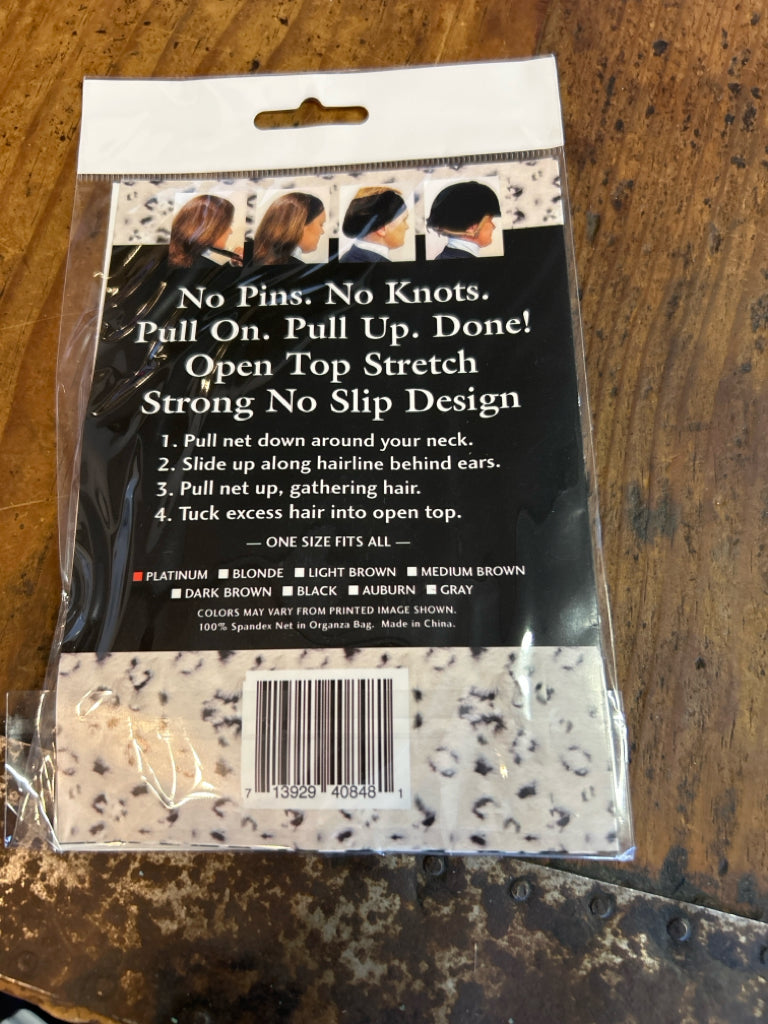 No Pins. No Knots.
Pull On. Pull Up. Done!
Open Top Stretch
Strong No Slip Design
1. Pull net down around your neck.
2. Slide up along hairline behind ears.
3. Pull net up, gathering hair.
4. Tuck excess hair into open top.
— ONE SIZE FITS ALL —
PLATINUM BLONDE LIGHT BROWN MEDIUM BROWN
DARK BROWN BLACK AUBURN GRAY
COLORS MAY VARY FROM PRINTED IMAGE SHOWN.
100% Spandex Net in Organza Bag. Made in China.
7 13929 40848 1